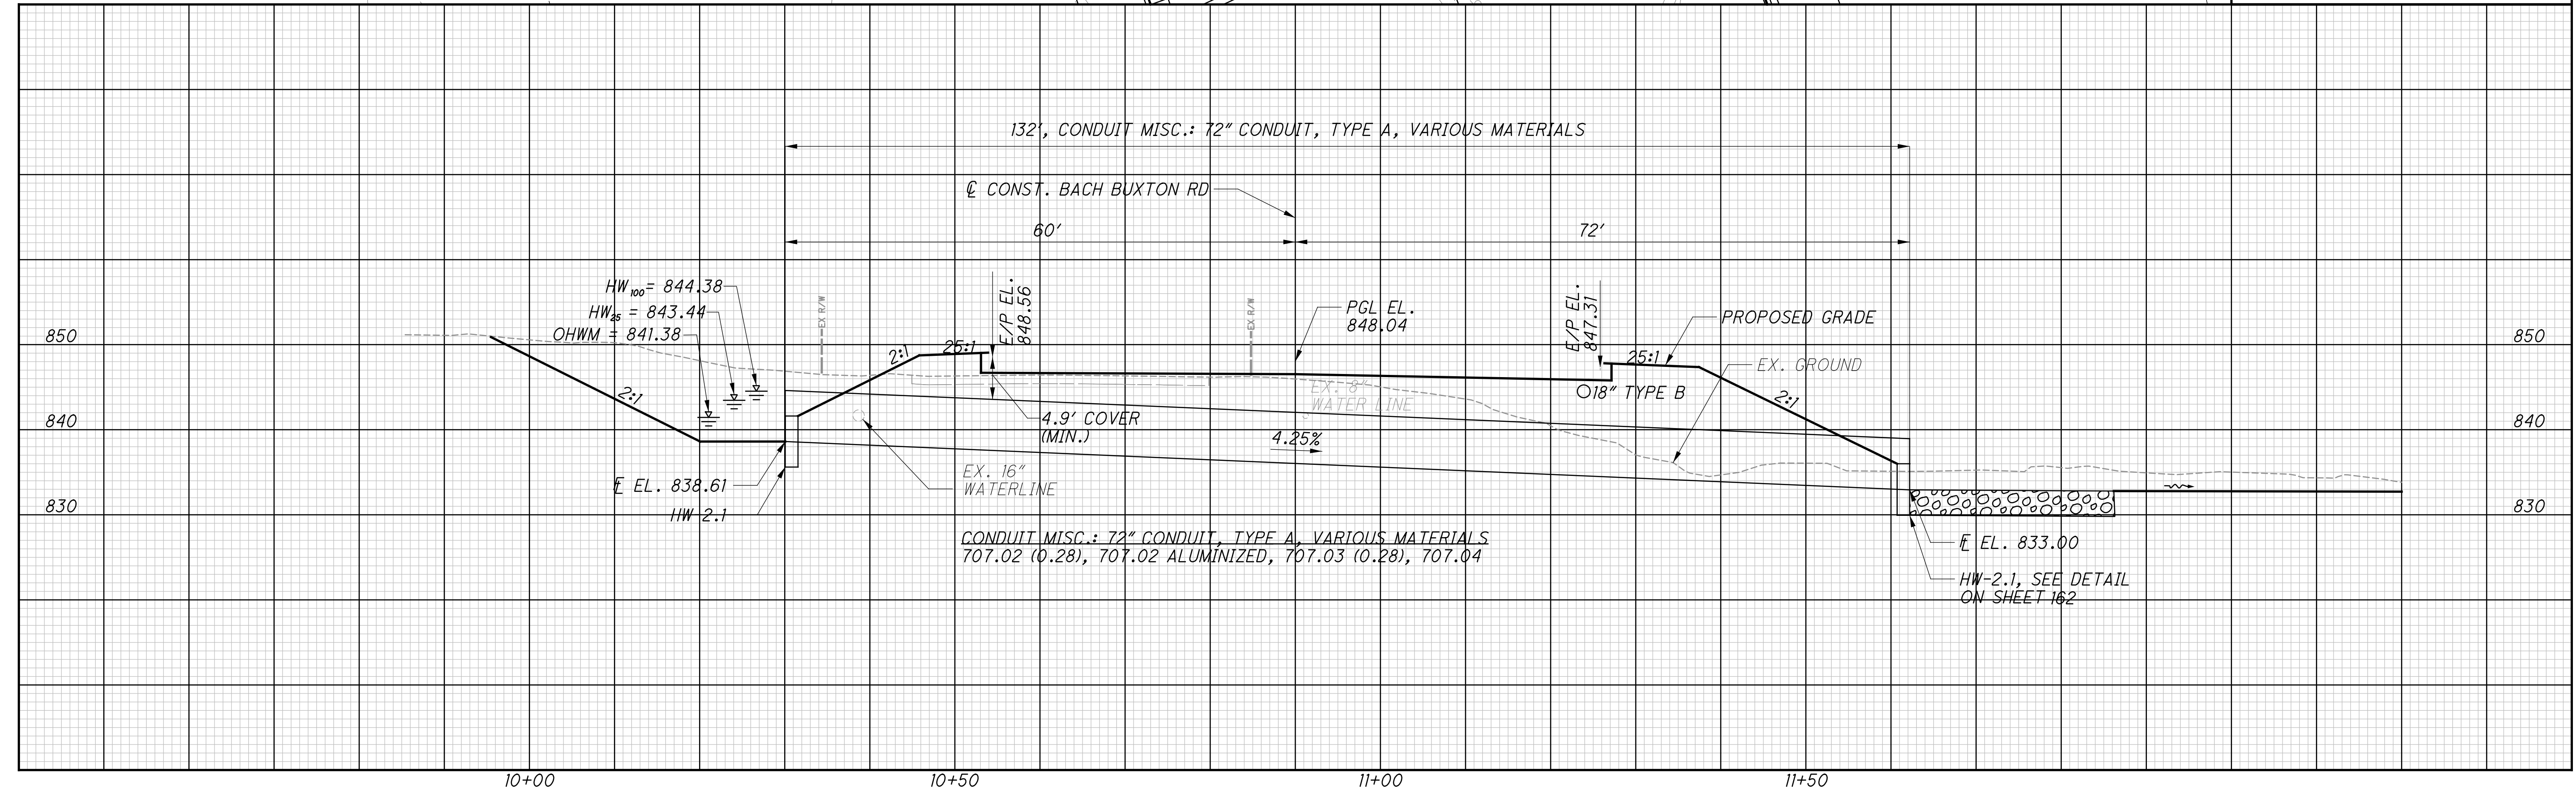 132', CONDUIT MISC.: 72" CONDUIT, TYPE A, VARIOUS MATERIALS
℄ CONST. BACH BUXTON RD
60'
72'
HW100= 844.38
HW25 = 843.44
OHWM = 841.38
EX R/W
E/P EL.
848.56
EX R/W
PGL EL.
848.04
E/P EL.
847.31
PROPOSED GRADE
EX. GROUND
850
850
2:1
2:1
25:1
25:1
2:1
EX. 8"
WATER LINE
18" TYPE B
4.9' COVER
(MIN.)
840
840
4.25%
EX. 16"
WATERLINE
FL EL. 838.61
HW 2.1
830
830
CONDUIT MISC.: 72" CONDUIT, TYPE A, VARIOUS MATERIALS
707.02 (0.28), 707.02 ALUMINIZED, 707.03 (0.28), 707.04
FL EL. 833.00
HW-2.1, SEE DETAIL
ON SHEET 162
10+00
10+50
11+00
11+50